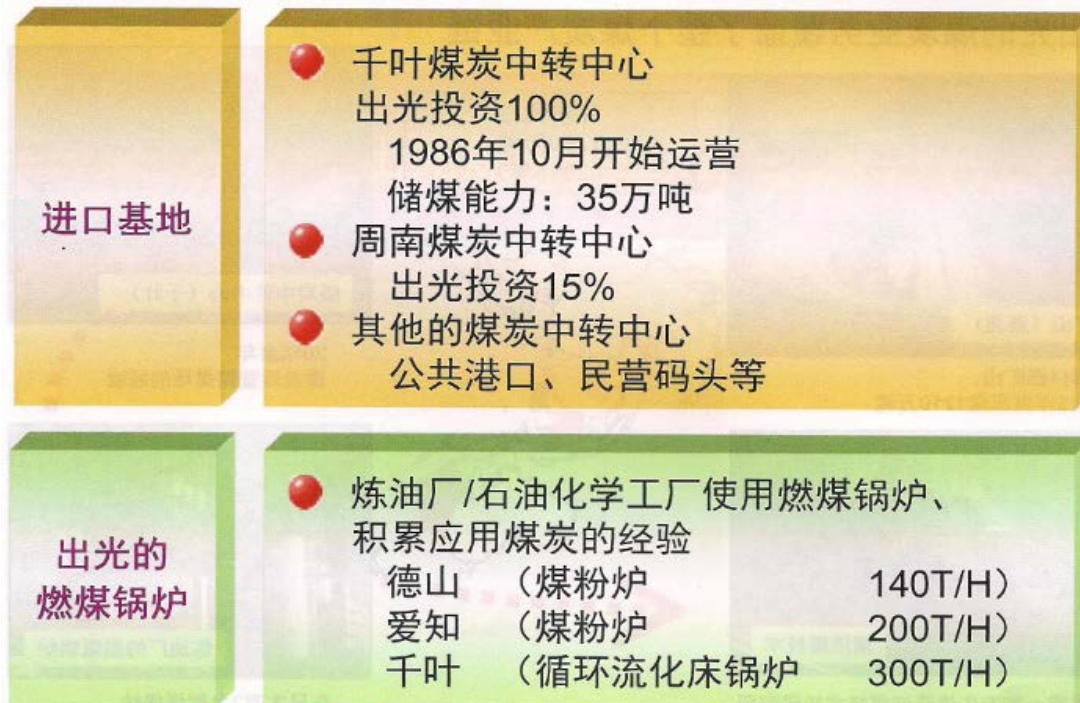 进口基地
千叶煤炭中转中心
出光投资100%
1986年10月开始运营
储煤能力：35万吨
周南煤炭中转中心
出光投资15%
其他的煤炭中转中心
公共港口、民营码头等
出光的
燃煤锅炉
炼油厂/石油化学工厂使用燃煤锅炉、
积累应用煤炭的经验
德山 （煤粉炉 140T/H）
爱知 （煤粉炉 200T/H）
千叶 （循环流化床锅炉 300T/H）